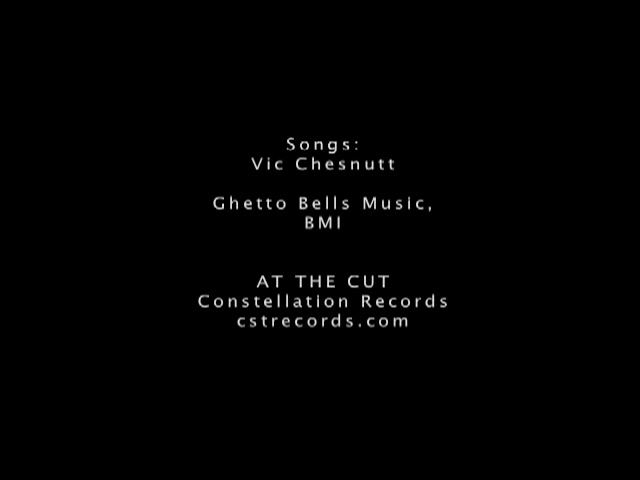 Songs:
Vic Chesnutt
Ghetto Bells Music,
BMI
AT THE CUT
Constellation Records
cstrecords.com